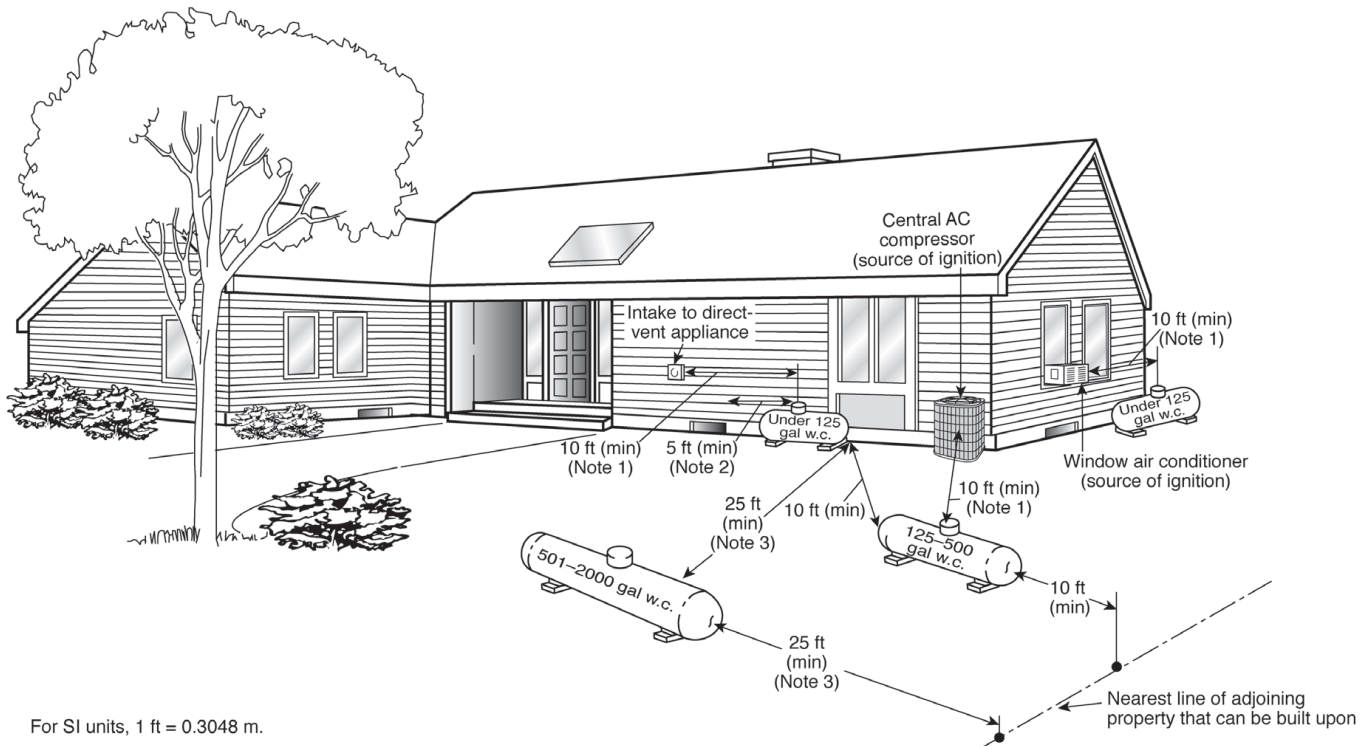 Central AC
compressor
(source of ignition)
Intake to direct-
vent appliance
10 ft (min)
(Note 1)
Under 125
gal w.c.
Under 125
gal w.c.
10 ft (min)
(Note 1)
5 ft (min)
(Note 2)
Window air conditioner
(source of ignition)
25 ft
(min)
(Note 3)
10 ft (min)
10 ft (min)
(Note 1)
125–500
gal w.c.
501–2000 gal w.c.
10 ft
(min)
25 ft
(min)
(Note 3)
Nearest line of adjoining
property that can be built upon
For SI units, 1 ft = 0.3048 m.